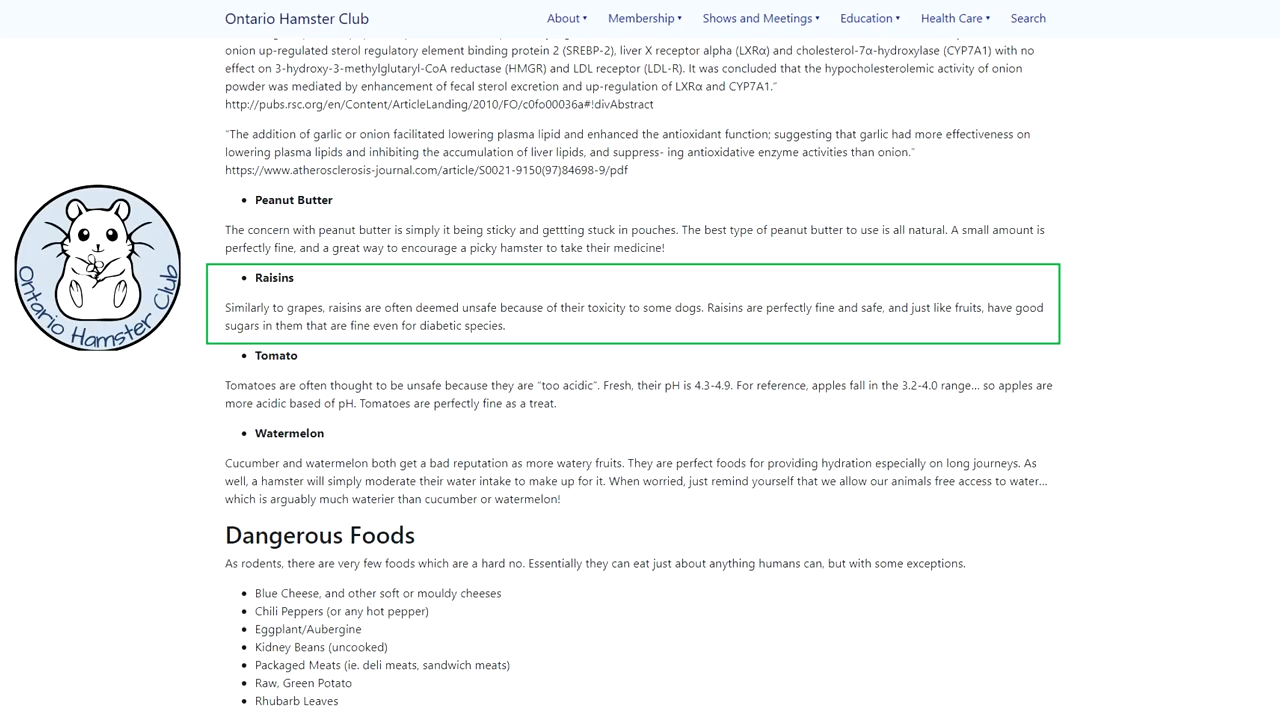 Ontario Hamster Club
About ▾ Membership ▾ Shows and Meetings ▾ Education ▾ Health Care ▾ Search
onion up-regulated sterol regulatory element binding protein 2 (SREBP-2), liver X receptor alpha (LXRα) and cholesterol-7α-hydroxylase (CYP7A1) with no
effect on 3-hydroxy-3-methylglutaryl-CoA reductase (HMGR) and LDL receptor (LDL-R). It was concluded that the hypocholesterolemic activity of onion
powder was mediated by enhancement of fecal sterol excretion and up-regulation of LXRα and CYP7A1.”
http://pubs.rsc.org/en/Content/ArticleLanding/2010/FO/c0fo00036a#!divAbstract
“The addition of garlic or onion facilitated lowering plasma lipid and enhanced the antioxidant function; suggesting that garlic had more effectiveness on
lowering plasma lipids and inhibiting the accumulation of liver lipids, and suppress- ing antioxidative enzyme activities than onion.”
https://www.atherosclerosis-journal.com/article/S0021-9150(97)84698-9/pdf
• Peanut Butter
The concern with peanut butter is simply it being sticky and gettting stuck in pouches. The best type of peanut butter to use is all natural. A small amount is
perfectly fine, and a great way to encourage a picky hamster to take their medicine!
• Raisins
Similarly to grapes, raisins are often deemed unsafe because of their toxicity to some dogs. Raisins are perfectly fine and safe, and just like fruits, have good
sugars in them that are fine even for diabetic species.
• Tomato
Tomatoes are often thought to be unsafe because they are “too acidic”. Fresh, their pH is 4.3-4.9. For reference, apples fall in the 3.2-4.0 range… so apples are
more acidic based of pH. Tomatoes are perfectly fine as a treat.
• Watermelon
Cucumber and watermelon both get a bad reputation as more watery fruits. They are perfect foods for providing hydration especially on long journeys. As
well, a hamster will simply moderate their water intake to make up for it. When worried, just remind yourself that we allow our animals free access to water…
which is arguably much waterier than cucumber or watermelon!
Dangerous Foods
As rodents, there are very few foods which are a hard no. Essentially they can eat just about anything humans can, but with some exceptions.
• Blue Cheese, and other soft or mouldy cheeses
• Chili Peppers (or any hot pepper)
• Eggplant/Aubergine
• Kidney Beans (uncooked)
• Packaged Meats (ie. deli meats, sandwich meats)
• Raw, Green Potato
• Rhubarb Leaves
Ontario Hamster Club